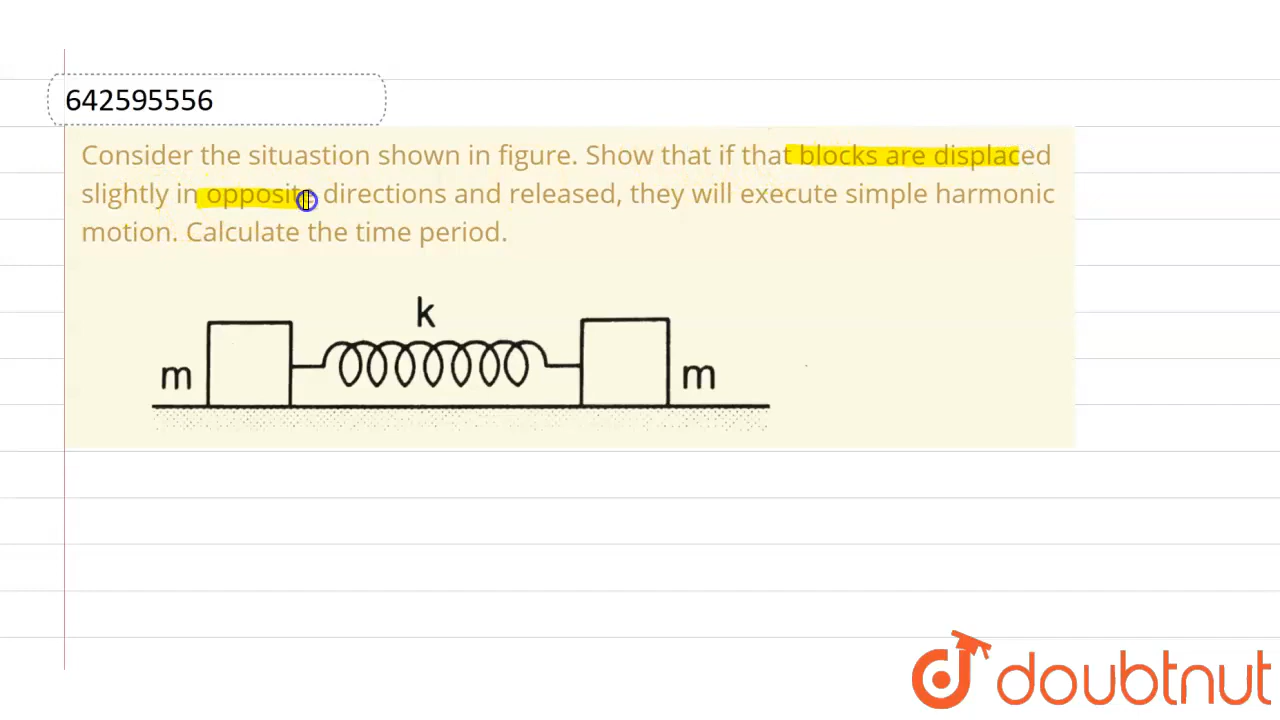 642595556
Consider the situastion shown in figure. Show that if that blocks are displaced
slightly in opposite directions and released, they will execute simple harmonic
motion. Calculate the time period.
k
m
m
doubtnut